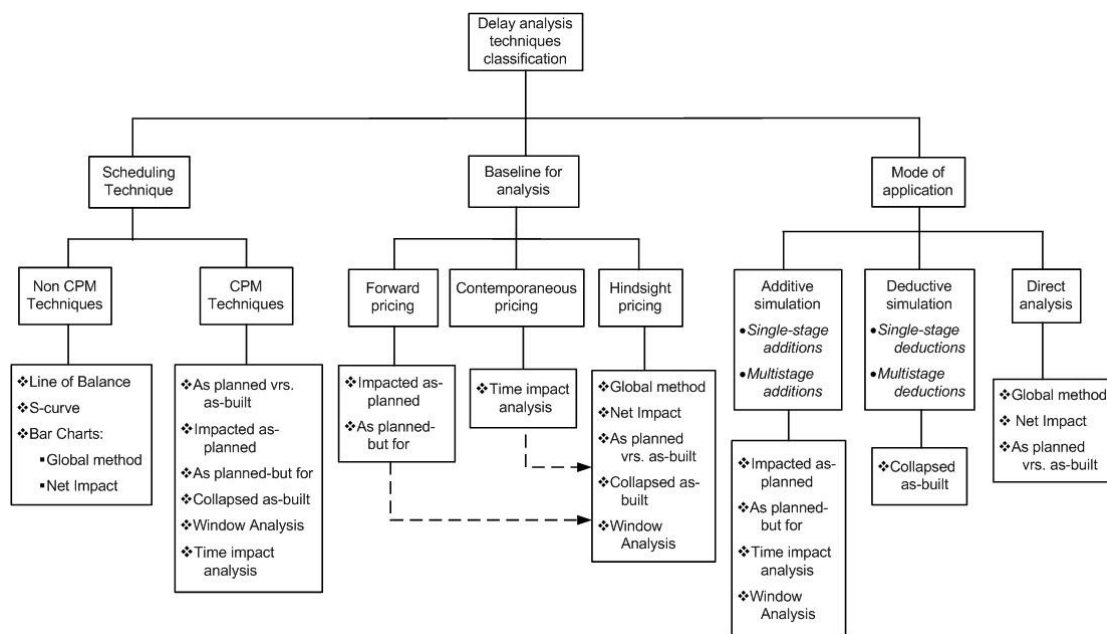 Delay analysis
techniques
classification
Scheduling
Technique
Baseline for
analysis
Mode of
application
Non CPM
Techniques
CPM
Techniques
Forward
pricing
Contemporaneous
pricing
Hindsight
pricing
Additive
simulation
•Single-stage
additions
•Multistage
additions
Deductive
simulation
•Single-stage
deductions
•Multistage
deductions
Direct
analysis
❖Line of Balance
❖S-curve
❖Bar Charts:
▪Global method
▪Net Impact
❖As planned vrs.
as-built
❖Impacted as-
planned
❖As planned-but for
❖Collapsed as-built
❖Window Analysis
❖Time impact
analysis
❖Impacted as-
planned
❖As planned-
but for
❖Time impact
analysis
❖Global method
❖Net Impact
❖As planned
vrs. as-built
❖Collapsed as-
built
❖Window
Analysis
❖Impacted as-
planned
❖As planned-
but for
❖Time impact
analysis
❖Window
Analysis
❖Collapsed
as-built
❖Global method
❖Net Impact
❖As planned
vrs. as-built